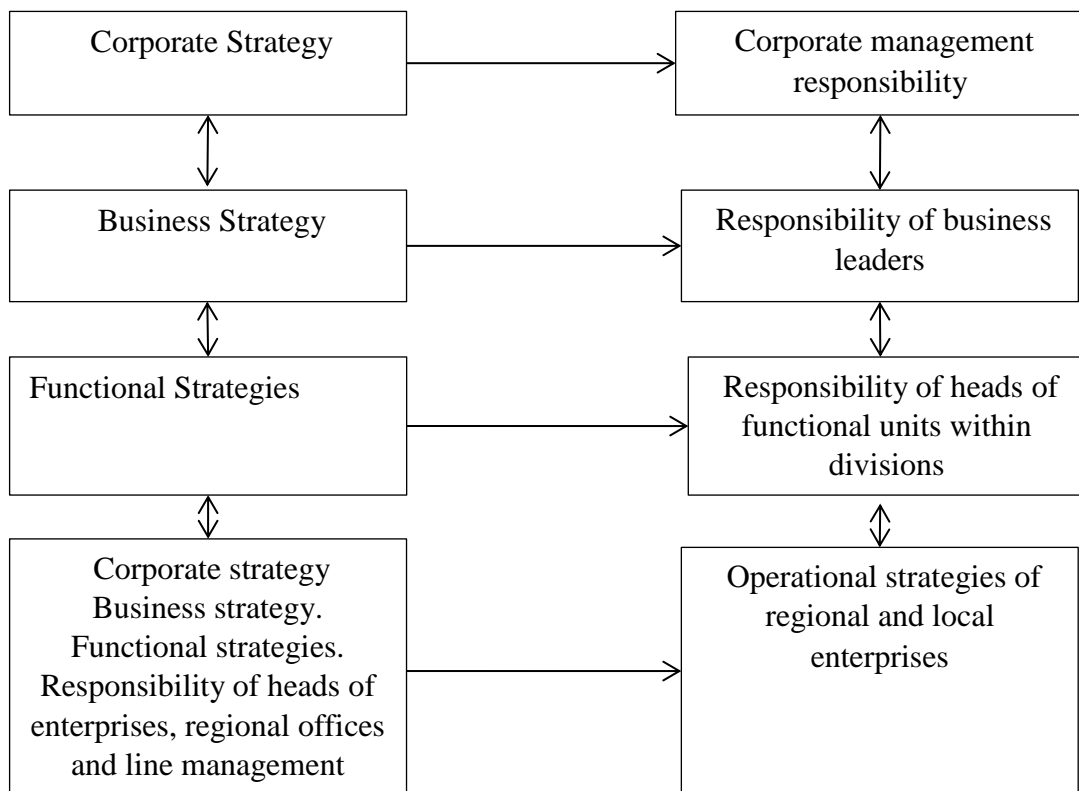 Corporate Strategy
Corporate management
responsibility
Business Strategy
Responsibility of business
leaders
Functional Strategies
Responsibility of heads of
functional units within
divisions
Corporate strategy
Business strategy.
Functional strategies.
Responsibility of heads of
enterprises, regional offices
and line management
Operational strategies of
regional and local
enterprises